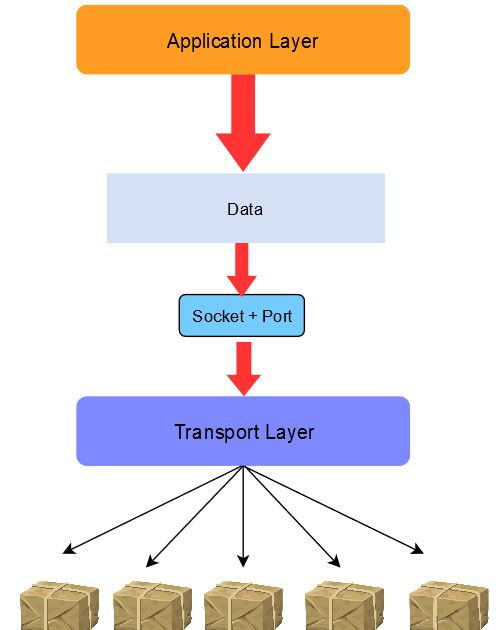 Application Layer
Data
Socket + Port
Transport Layer